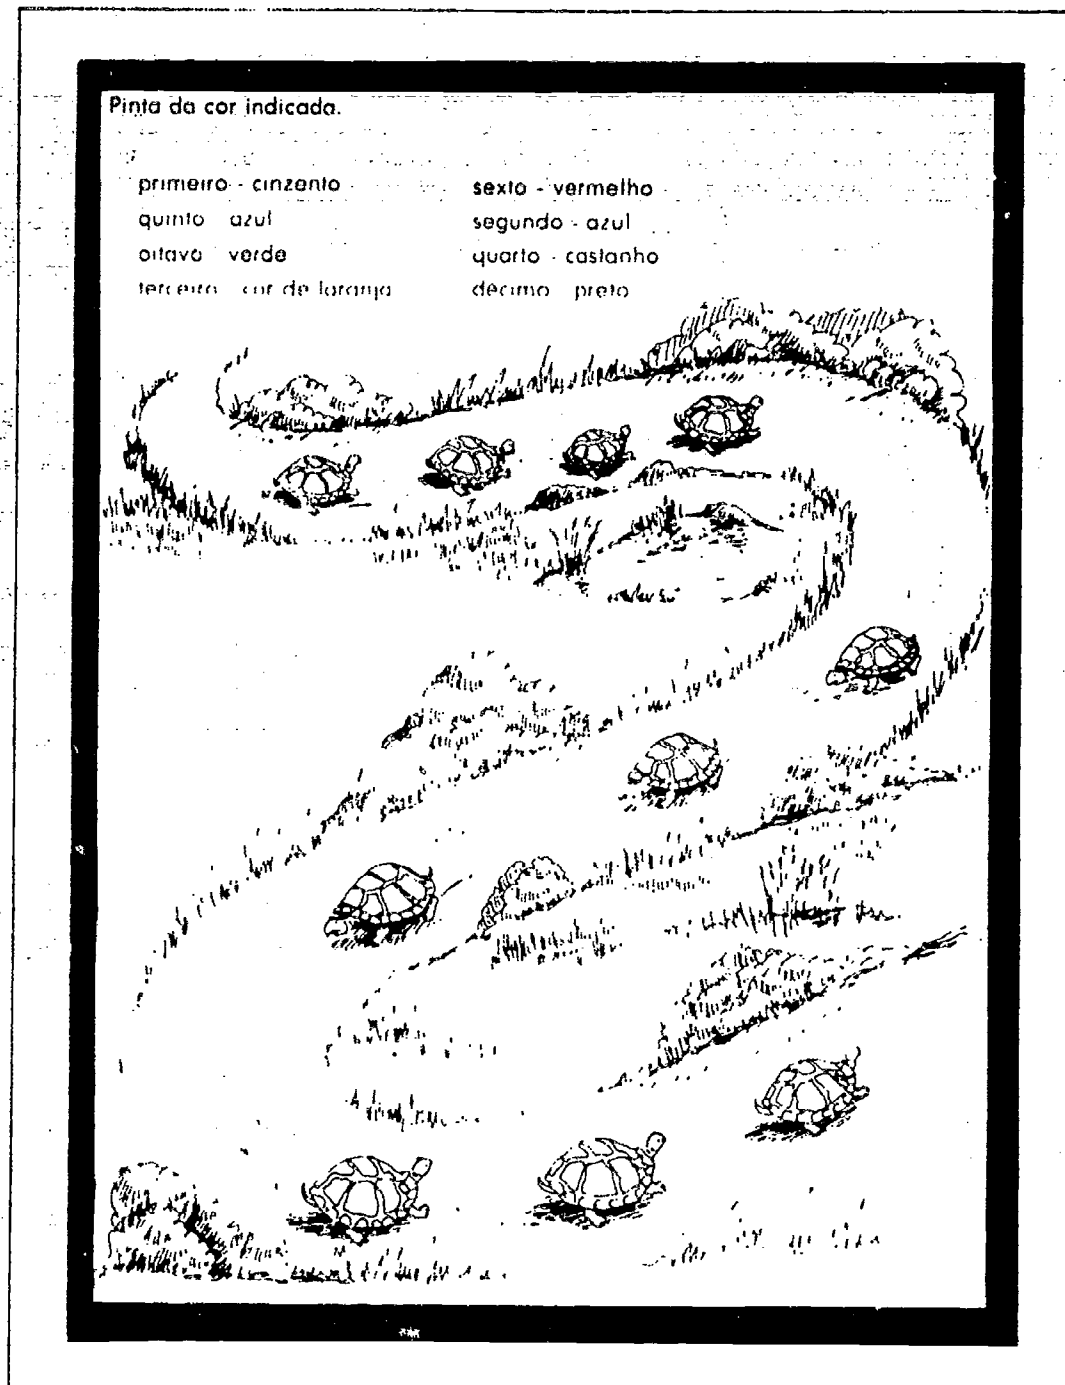 Pinta da cor indicada.
primeiro - cinzento
quinto azul
oitavo verde
terceiro cor de laranja
sexto - vermelho
segundo - azul
quarto - castanho
décimo preto